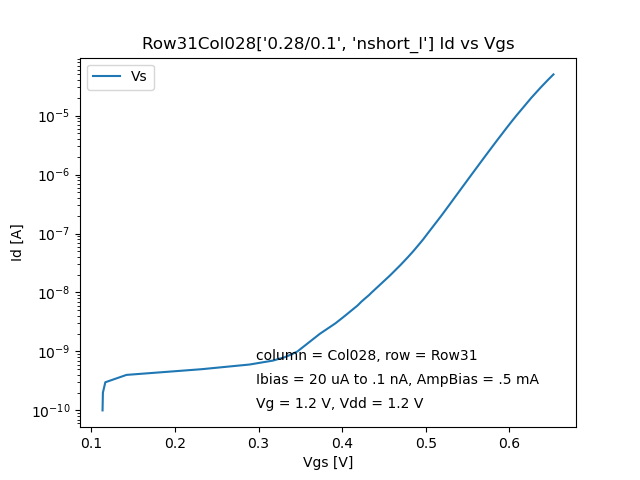 Row31Col028['0.28/0.1', 'nshort_l'] Id vs Vgs
Vs
10⁻⁵
10⁻⁶
10⁻⁷
10⁻⁸
10⁻⁹
10⁻¹⁰
Id [A]
column = Col028, row = Row31
Ibias = 20 uA to .1 nA, AmpBias = .5 mA
Vg = 1.2 V, Vdd = 1.2 V
0.1 0.2 0.3 0.4 0.5 0.6
Vgs [V]